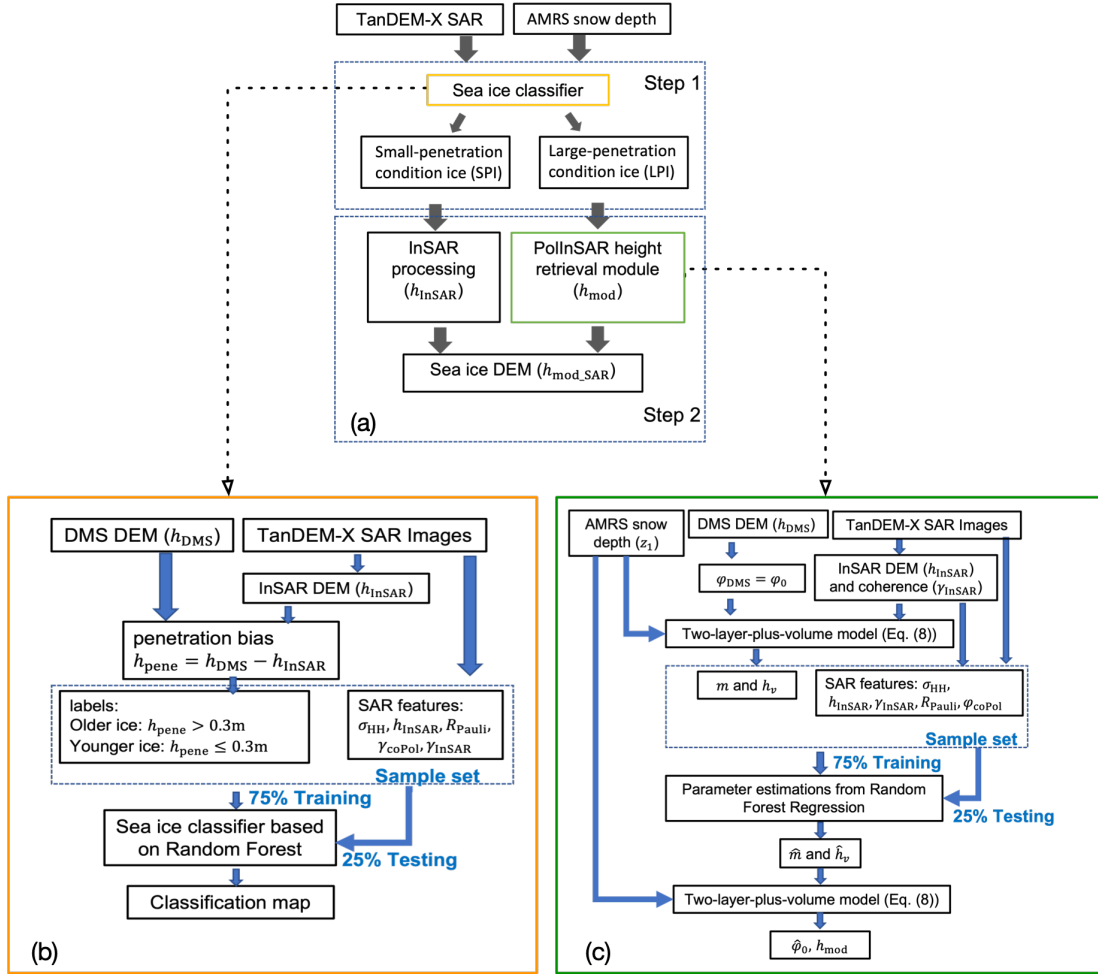 TanDEM-X SAR
AMRS snow depth
Step 1
Sea ice classifier
Small-penetration
condition ice (SPI)
Large-penetration
condition ice (LPI)
InSAR
processing
(h_InSAR)
PolInSAR height
retrieval module
(h_mod)
Sea ice DEM (h_mod_SAR)
(a)
Step 2
DMS DEM (h_DMS)
TanDEM-X SAR Images
InSAR DEM (h_InSAR)
penetration bias
h_pene = h_DMS − h_InSAR
labels:
Older ice: h_pene > 0.3m
Younger ice: h_pene ≤ 0.3m
SAR features:
σ_HH, h_InSAR, R_Pauli,
γ_coPol, γ_InSAR
Sample set
75% Training
Sea ice classifier based
on Random Forest
25% Testing
Classification map
(b)
AMRS snow
depth (z_1)
DMS DEM (h_DMS)
TanDEM-X SAR Images
φ_DMS = φ_0
InSAR DEM (h_InSAR)
and coherence (γ_InSAR)
Two-layer-plus-volume model (Eq. (8))
m and h_v
SAR features: σ_HH,
h_InSAR, γ_InSAR, R_Pauli, φ_coPol
Sample set
75% Training
Parameter estimations from Random
Forest Regression
25% Testing
m̂ and ĥ_v
Two-layer-plus-volume model (Eq. (8))
φ̂_0, h_mod
(c)